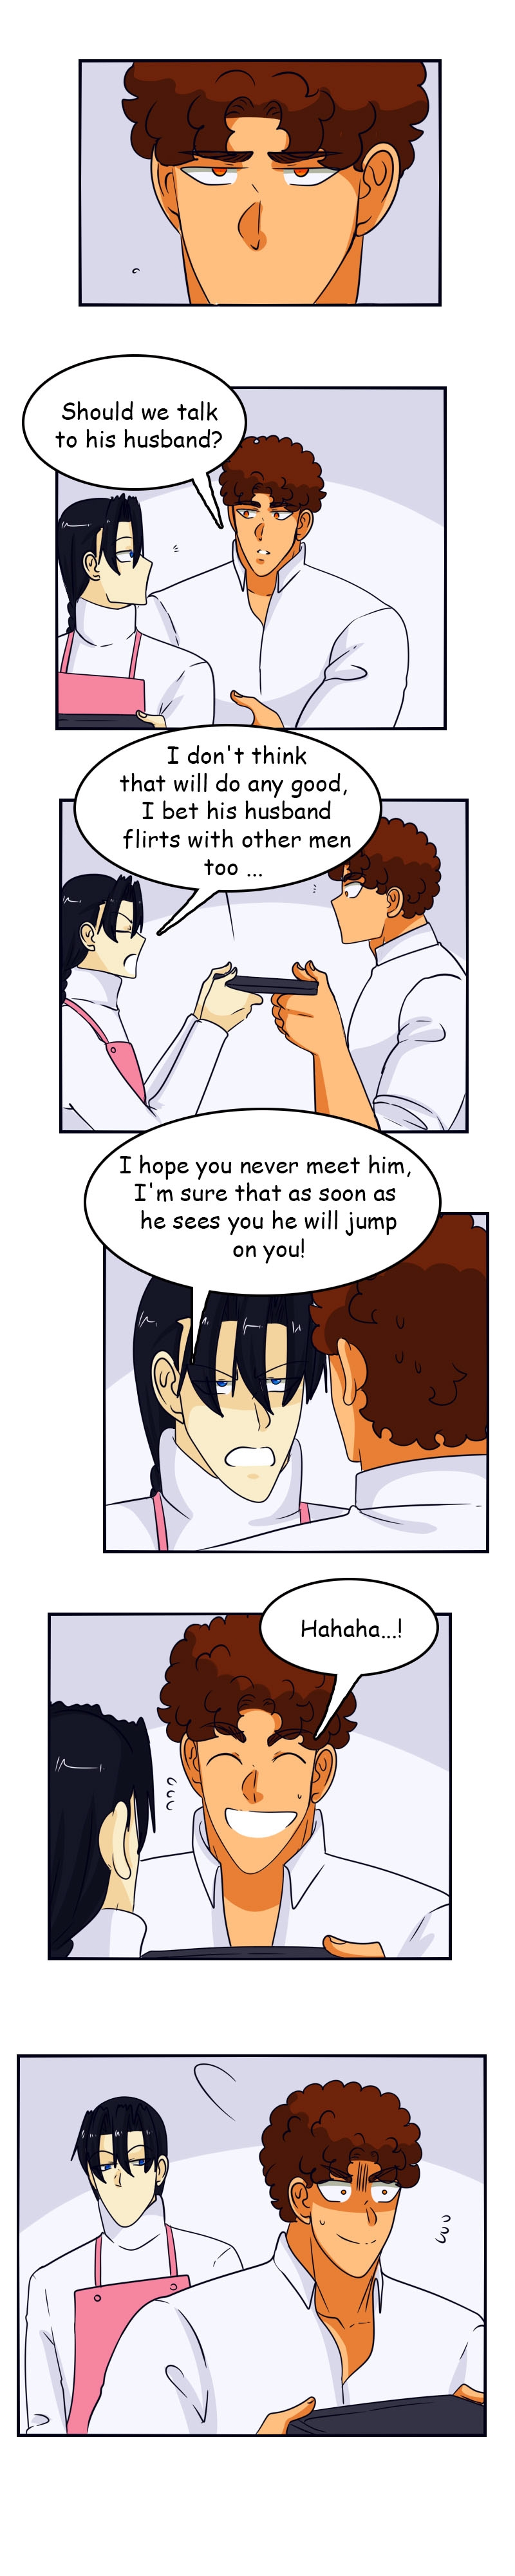 Should we talk
to his husband?
I don't think
that will do any good,
I bet his husband
flirts with other men
too ...
I hope you never meet him,
I'm sure that as soon as
he sees you he will jump
on you!
Hahaha...!